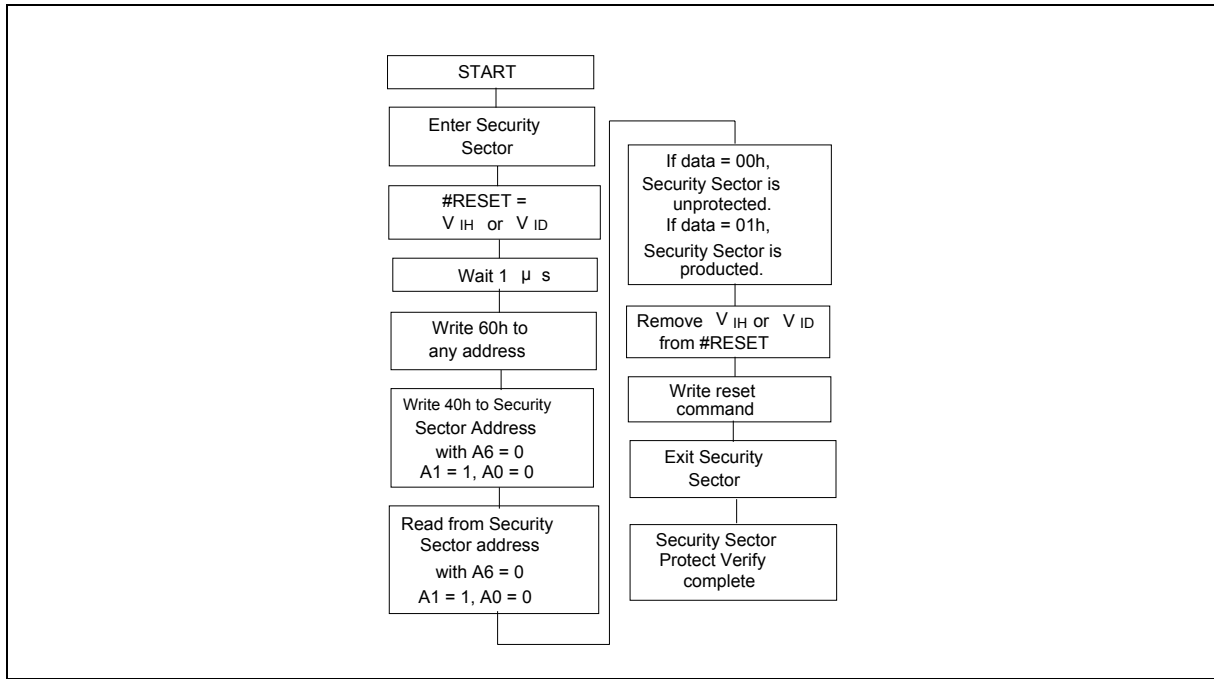 START
Enter Security
Sector
#RESET =
V IH or V ID
Wait 1 µ s
Write 60h to
any address
Write 40h to Security
Sector Address
with A6 = 0
A1 = 1, A0 = 0
Read from Security
Sector address
with A6 = 0
A1 = 1, A0 = 0
If data = 00h,
Security Sector is
unprotected.
If data = 01h,
Security Sector is
producted.
Remove V IH or V ID
from #RESET
Write reset
command
Exit Security
Sector
Security Sector
Protect Verify
complete